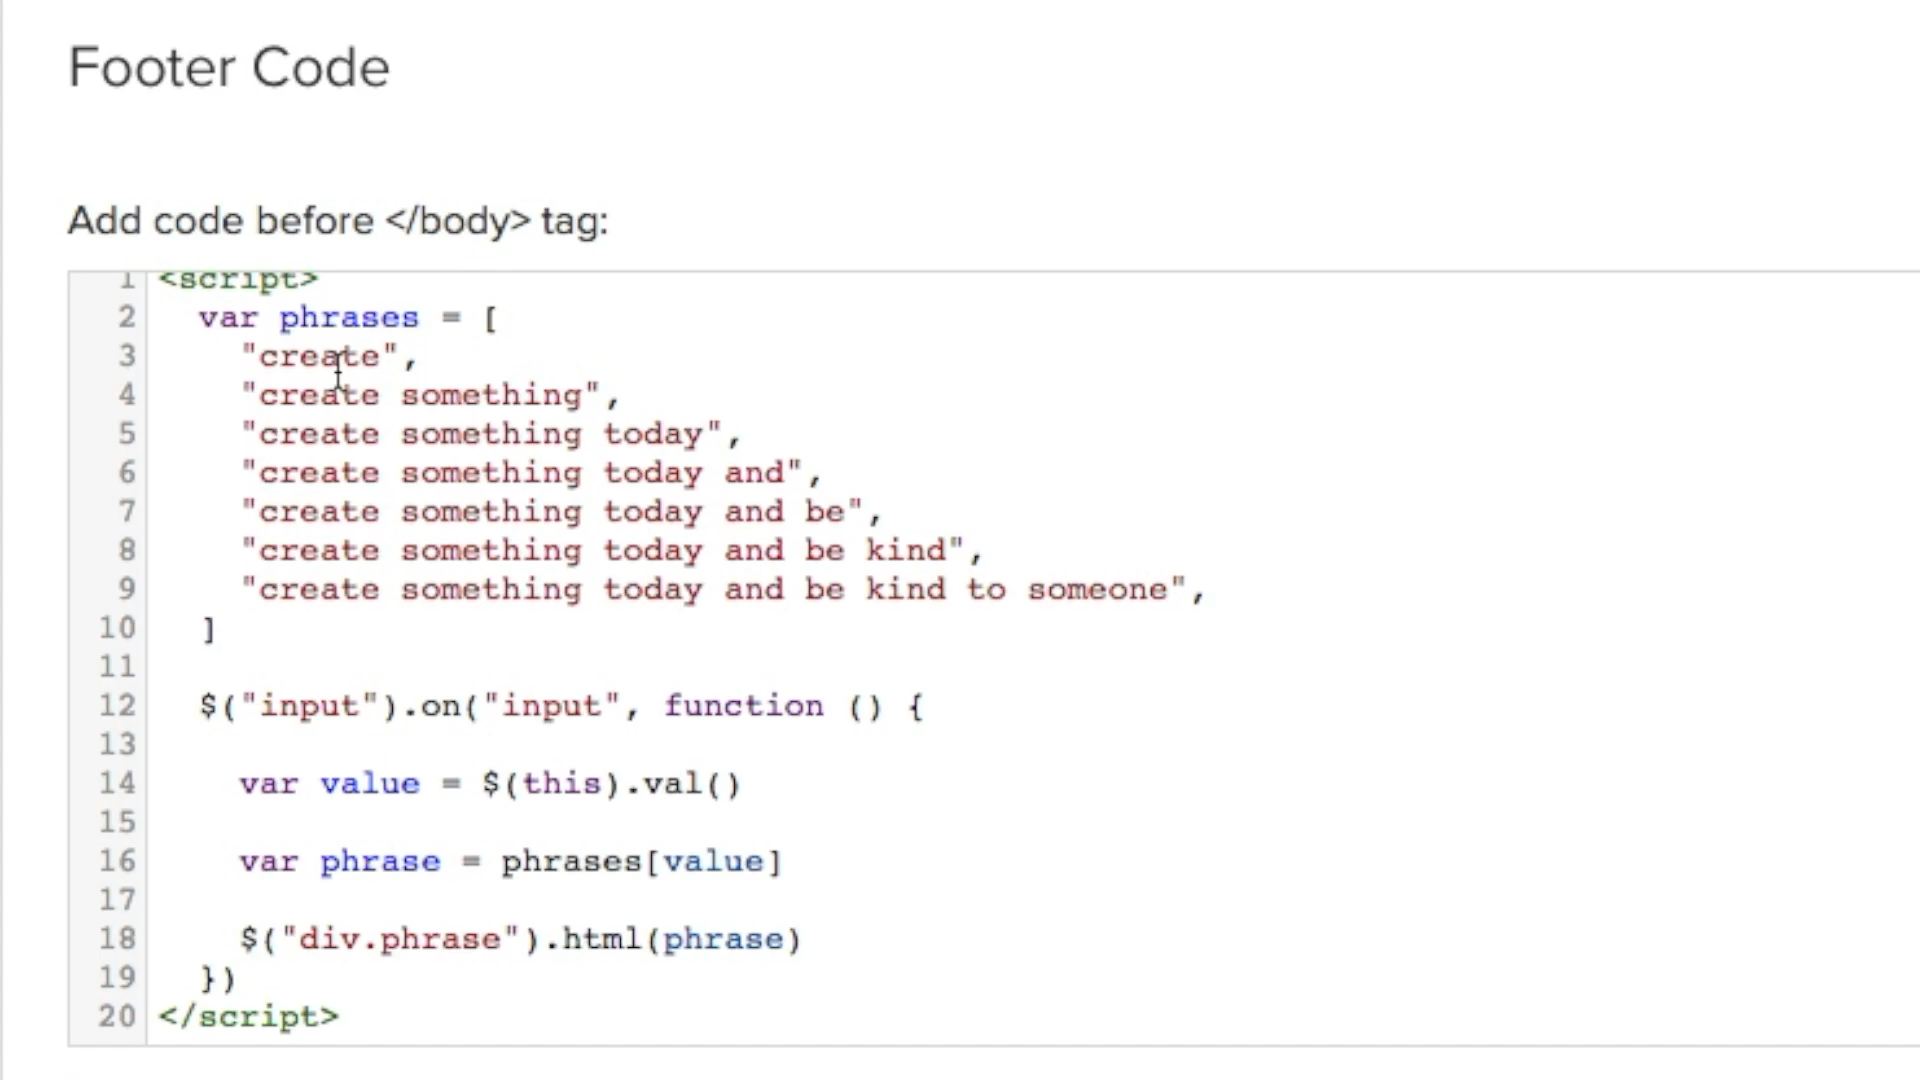 Footer Code
Add code before </body> tag:
1 <script>
2 var phrases = [
3 "create",
4 "create something",
5 "create something today",
6 "create something today and",
7 "create something today and be",
8 "create something today and be kind",
9 "create something today and be kind to someone",
10 ]
11
12 $("input").on("input", function () {
13
14 var value = $(this).val()
15
16 var phrase = phrases[value]
17
18 $("div.phrase").html(phrase)
19 })
20 </script>